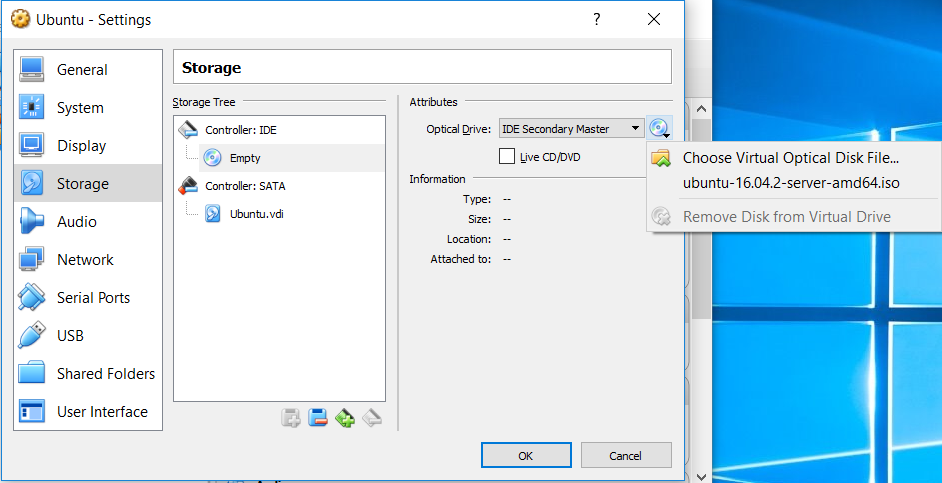 Ubuntu - Settings
?
General
System
Display
Storage
Audio
Network
Serial Ports
USB
Shared Folders
User Interface
Storage
Storage Tree
Controller: IDE
Empty
Controller: SATA
Ubuntu.vdi
Attributes
Optical Drive: IDE Secondary Master
Live CD/DVD
Information
Type: --
Size: --
Location: --
Attached to: --
Choose Virtual Optical Disk File...
ubuntu-16.04.2-server-amd64.iso
Remove Disk from Virtual Drive
OK
Cancel